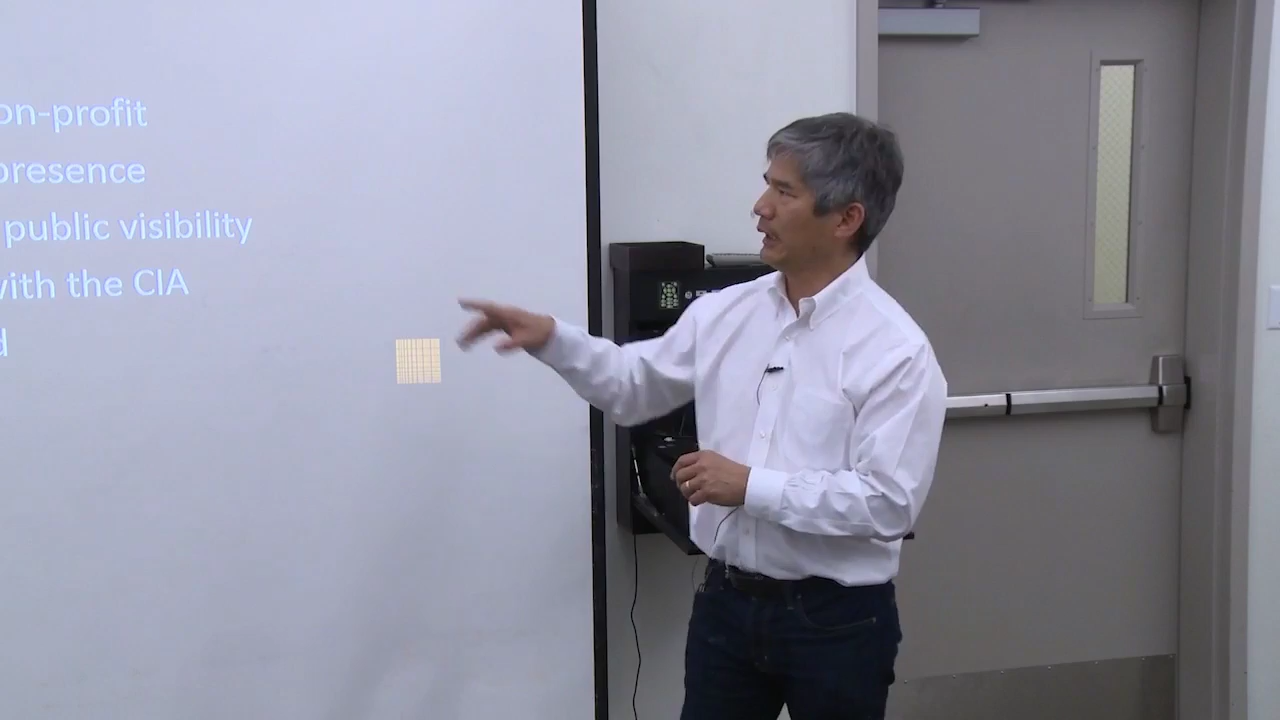 on-profit
presence
public visibility
with the CIA
d